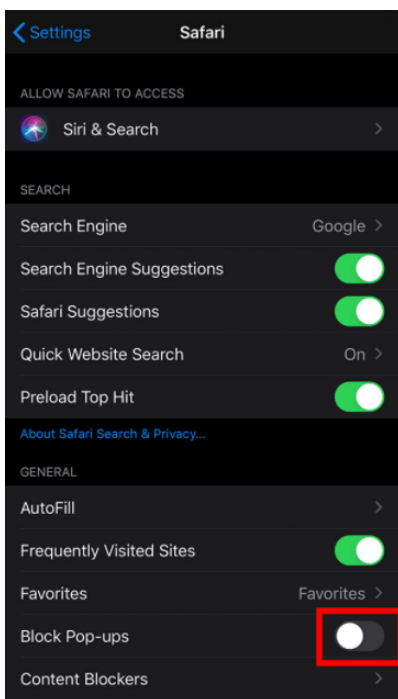 Settings
Safari
ALLOW SAFARI TO ACCESS
Siri & Search
SEARCH
Search Engine Google
Search Engine Suggestions
Safari Suggestions
Quick Website Search On
Preload Top Hit
About Safari Search & Privacy...
GENERAL
AutoFill
Frequently Visited Sites
Favorites Favorites
Block Pop-ups
Content Blockers